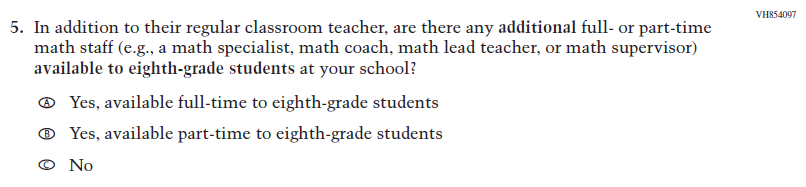 VH854097
5. In addition to their regular classroom teacher, are there any additional full- or part-time
math staff (e.g., a math specialist, math coach, math lead teacher, or math supervisor)
available to eighth-grade students at your school?
A Yes, available full-time to eighth-grade students
B Yes, available part-time to eighth-grade students
C No